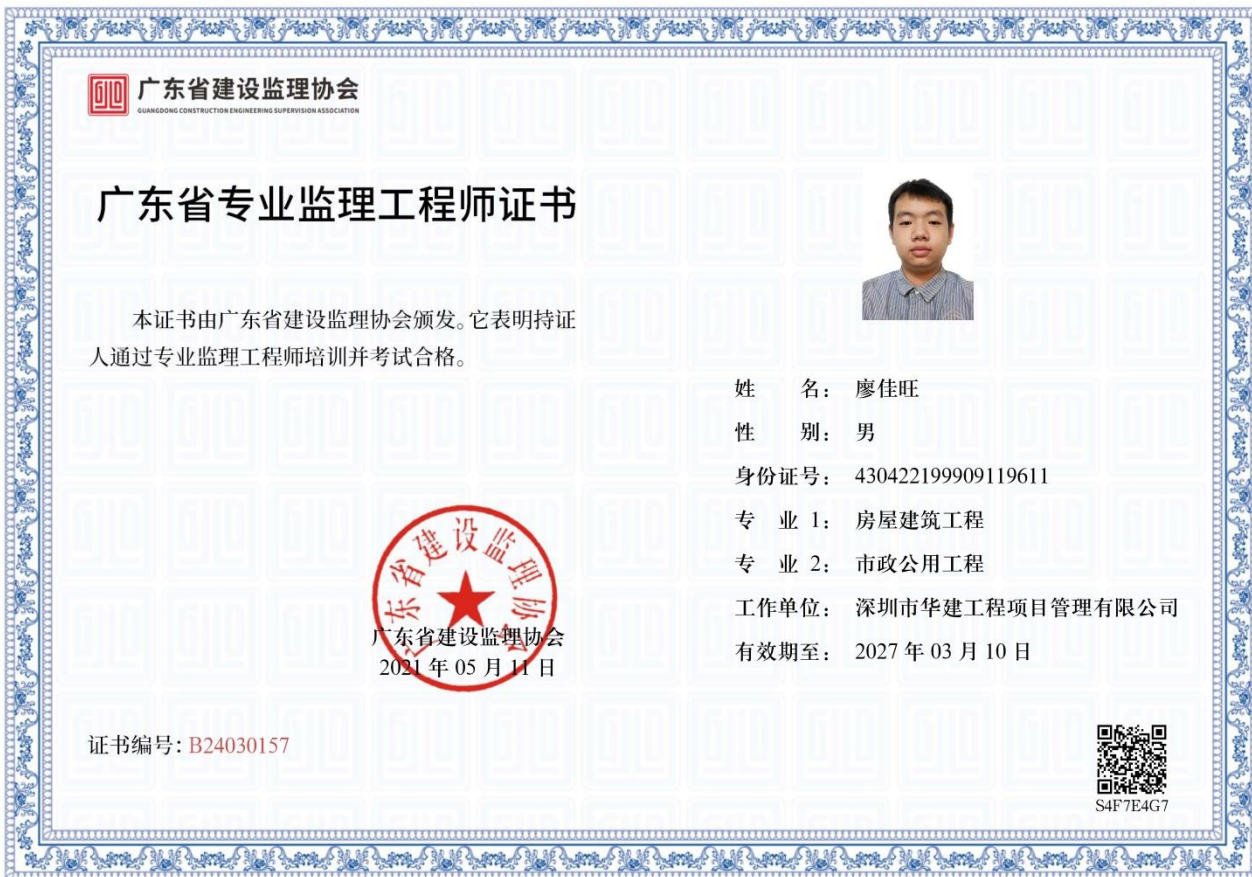 广东省建设监理协会
GUANGDONG CONSTRUCTION ENGINEERING SUPERVISION ASSOCIATION
广东省专业监理工程师证书
本证书由广东省建设监理协会颁发。它表明持证
人通过专业监理工程师培训并考试合格。
姓 名: 廖佳旺
性 别: 男
身份证号: 430422199909119611
专 业 1: 房屋建筑工程
专 业 2: 市政公用工程
工作单位: 深圳市华建工程项目管理有限公司
有效期至: 2027 年 03 月 10 日
广东省建设监理协会
广东省建设监理协会
2021 年 05 月 11 日
证书编号: B24030157
S4F7E4G7